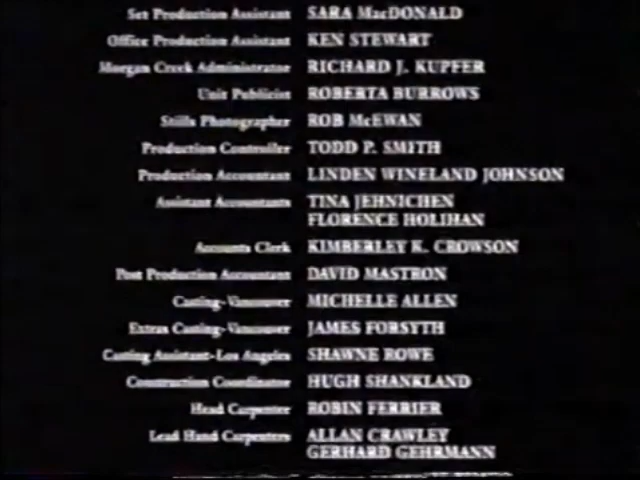 Set Production Assistant SARA MacDONALD
Office Production Assistant KEN STEWART
Morgan Creek Administrator RICHARD J. KUPFER
Unit Publicist ROBERTA BURROWS
Stills Photographer ROB McEWAN
Production Controller TODD P. SMITH
Production Accountant LINDEN WINELAND JOHNSON
Assistant Accountants TINA JEHNICHEN
FLORENCE HOLIHAN
Accounts Clerk KIMBERLEY K. CROWSON
Post Production Accountant DAVID MASTRON
Casting-Vancouver MICHELLE ALLEN
Extras Casting-Vancouver JAMES FORSYTH
Casting Assistant-Los Angeles SHAWNE ROWE
Construction Coordinator HUGH SHANKLAND
Head Carpenter ROBIN FERRIER
Lead Hand Carpenters ALLAN CRAWLEY
GERHARD GEHRMANN